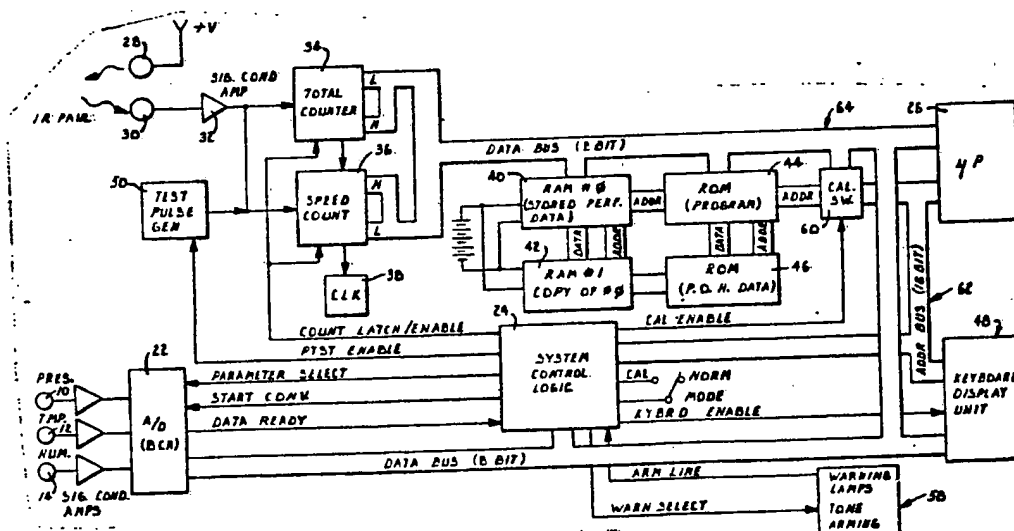 28
+V
SIG. COND
AMP
34
L
TOTAL
COUNTER
H
30
32
64
26
DATA BUS
36
40
44
µP
50
TEST
PULSE
GEN
SPEED
COUNT
H
L
RAM #0
(STORED PERF.
DATA)
ADDR
ROM
(PROGRAM)
ADDR
CAL.
SW.
60
DATA
ADDR
DATA
ADDR
42
RAM #1
COPY OF #0
ROM
(P.O.H. DATA)
46
38
CLK
ADDR BUS (16 BIT)
62
24
COUNT LATCH/ENABLE
CAL ENABLE
48
PTST ENABLE
22
PARAMETER SELECT
SYSTEM
CONTROL
LOGIC
CAL
NORM
MODE
KEYBOARD
DISPLAY
UNIT
PRES.
10
START CONV.
KYBRD ENABLE
TMP.
12
A/D
(BCR)
DATA READY
HUM.
14
SIG. COND.
AMPS
DATA BUS (8 BIT)
ARM LINE
WARN SELECT
WARNING
LAMPS
TONE
ARMING
58